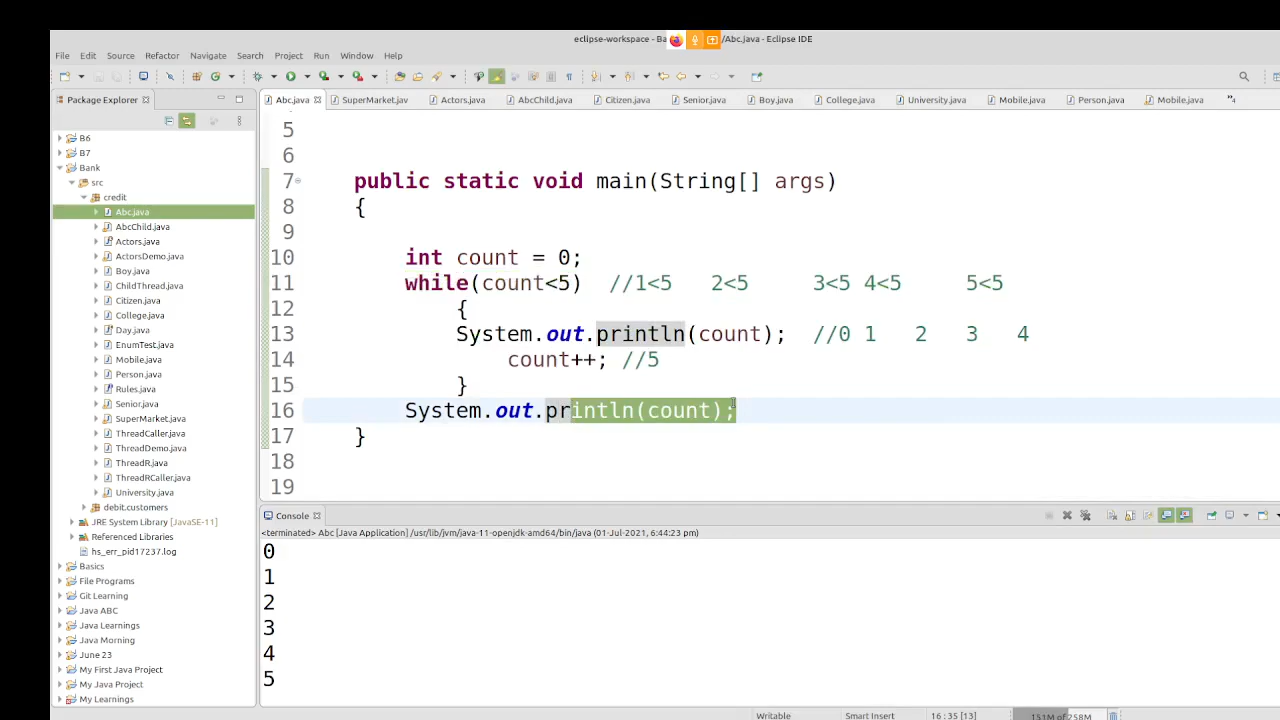 eclipse-workspace - Ba /Abc.java - Eclipse IDE
File Edit Source Refactor Navigate Search Project Run Window Help
Package Explorer
Abc.java SuperMarket.jav Actors.java AbcChild.java Citizen.java Senior.java Boy.java College.java University.java Mobile.java Person.java Mobile.java »4
B6
B7
Bank
src
credit
Abc.java
AbcChild.java
Actors.java
ActorsDemo.java
Boy.java
ChildThread.java
Citizen.java
College.java
Day.java
EnumTest.java
Mobile.java
Person.java
Rules.java
Senior.java
SuperMarket.java
ThreadCaller.java
ThreadDemo.java
ThreadR.java
ThreadRCaller.java
University.java
debit.customers
JRE System Library [JavaSE-11]
Referenced Libraries
hs_err_pid17237.log
Basics
File Programs
Git Learning
Java ABC
Java Learnings
Java Morning
June 23
My First Java Project
My Java Project
My Learnings
5
6
7 public static void main(String[] args)
8 {
9
10 int count = 0;
11 while(count<5) //1<5 2<5 3<5 4<5 5<5
12 {
13 System.out.println(count); //0 1 2 3 4
14 count++; //5
15 }
16 System.out.println(count);
17 }
18
19
Console
<terminated> Abc [Java Application] /usr/lib/jvm/java-11-openjdk-amd64/bin/java (01-Jul-2021, 6:44:23 pm)
0
1
2
3
4
5
Writable Smart Insert 16 : 35 [13] 151M of 258M